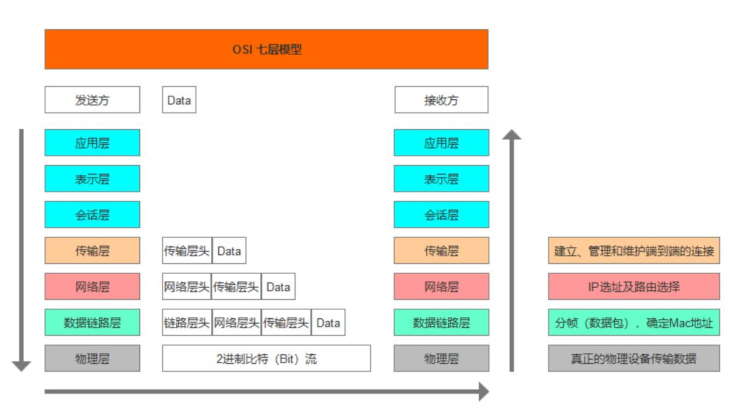 OSI 七层模型
发送方 Data 接收方
应用层 应用层
表示层 表示层
会话层 会话层
传输层 传输层头 Data 传输层 建立、管理和维护端到端的连接
网络层 网络层头 传输层头 Data 网络层 IP选址及路由选择
数据链路层 链路层头 网络层头 传输层头 Data 数据链路层 分帧（数据包），确定Mac地址
物理层 2进制比特（Bit）流 物理层 真正的物理设备传输数据